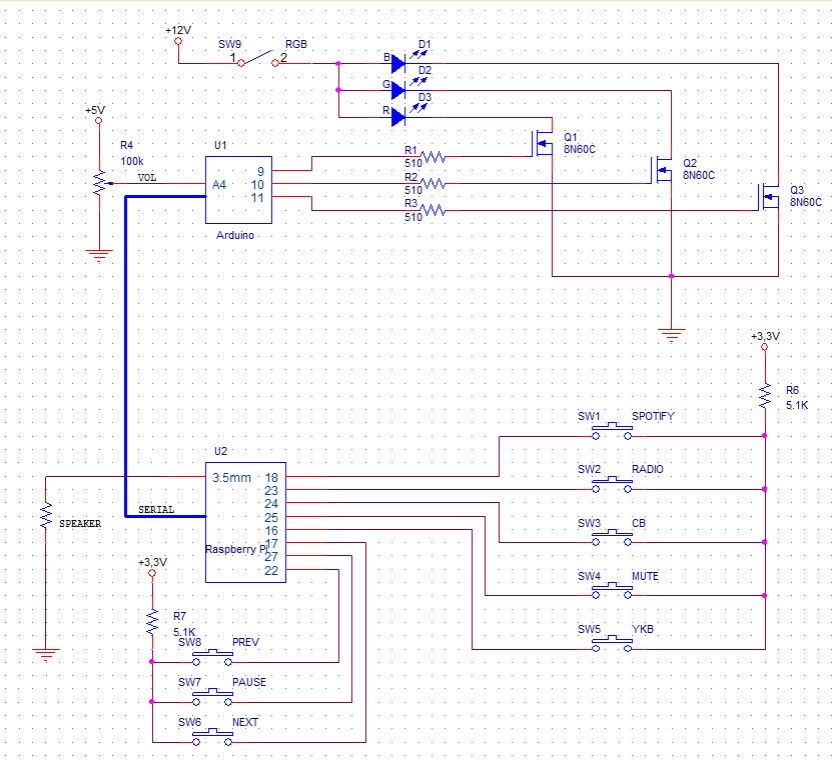 +12V
SW9 RGB
1 2
D1
B
D2
G
D3
R
+5V
R4
100k
VOL
U1
A4
9
10
11
Arduino
R1
510
R2
510
R3
510
Q1
8N60C
Q2
8N60C
Q3
8N60C
+3,3V
R6
5.1K
SW1 SPOTIFY
SW2 RADIO
SW3 CB
SW4 MUTE
SW5 YKB
U2
3.5mm
18
23
24
25
16
17
27
22
Raspberry Pi
SERIAL
SPEAKER
+3,3V
R7
5.1K
SW8 PREV
SW7 PAUSE
SW6 NEXT